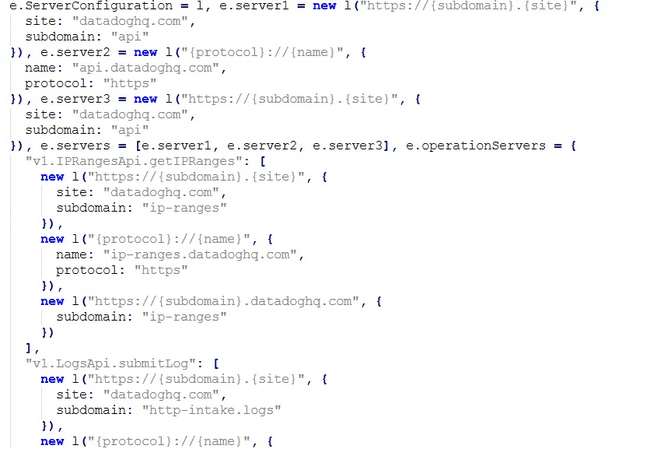 e.ServerConfiguration = l, e.server1 = new l("https://{subdomain}.{site}", {
site: "datadoghq.com",
subdomain: "api"
}), e.server2 = new l("{protocol}://{name}", {
name: "api.datadoghq.com",
protocol: "https"
}), e.server3 = new l("https://{subdomain}.{site}", {
site: "datadoghq.com",
subdomain: "api"
}), e.servers = [e.server1, e.server2, e.server3], e.operationServers = {
"v1.IPRangesApi.getIPRanges": [
new l("https://{subdomain}.{site}", {
site: "datadoghq.com",
subdomain: "ip-ranges"
}),
new l("{protocol}://{name}", {
name: "ip-ranges.datadoghq.com",
protocol: "https"
}),
new l("https://{subdomain}.datadoghq.com", {
subdomain: "ip-ranges"
})
],
"v1.LogsApi.submitLog": [
new l("https://{subdomain}.{site}", {
site: "datadoghq.com",
subdomain: "http-intake.logs"
}),
new l("{protocol}://{name}", {